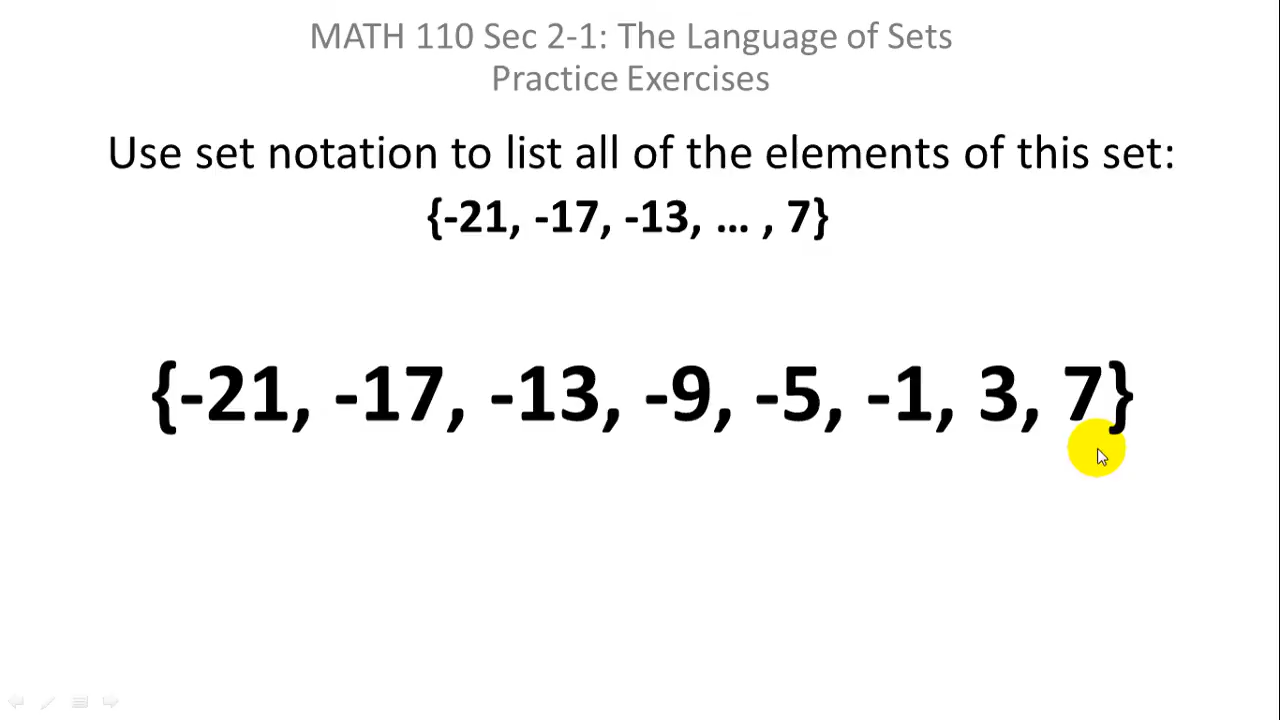 MATH 110 Sec 2-1: The Language of Sets
Practice Exercises
Use set notation to list all of the elements of this set:
{-21, -17, -13, … , 7}
{-21, -17, -13, -9, -5, -1, 3, 7}